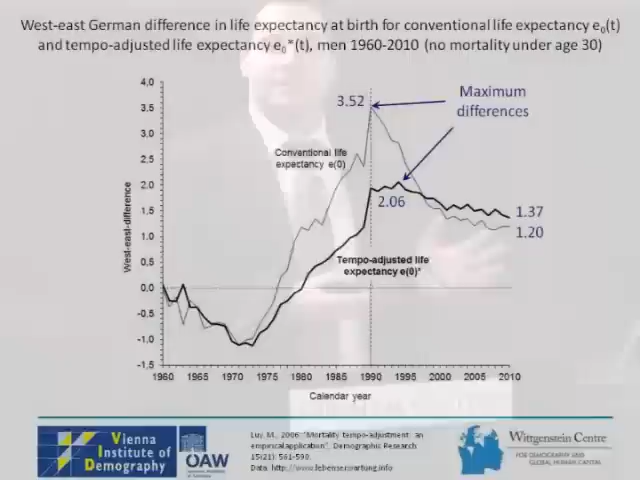 West-east German difference in life expectancy at birth for conventional life expectancy e0(t)
and tempo-adjusted life expectancy e0*(t), men 1960-2010 (no mortality under age 30)
4,0
3,5
3,0
2,5
2,0
1,5
1,0
0,5
0,0
-0,5
-1,0
-1,5
West-east-difference
3.52
Maximum
differences
Conventional life
expectancy e(0)
2.06
1.37
1.20
Tempo-adjusted life
expectancy e(0)*
1960 1965 1970 1975 1980 1985 1990 1995 2000 2005 2010
Calendar year
Vienna
Institute of
Demography
ÖAW
Luy, M., 2006: "Mortality tempo-adjustment: an
empirical application", Demographic Research
15(21): 561-590.
Data: http://www.lebenserwartung.info
Wittgenstein Centre
FOR DEMOGRAPHY AND
GLOBAL HUMAN CAPITAL